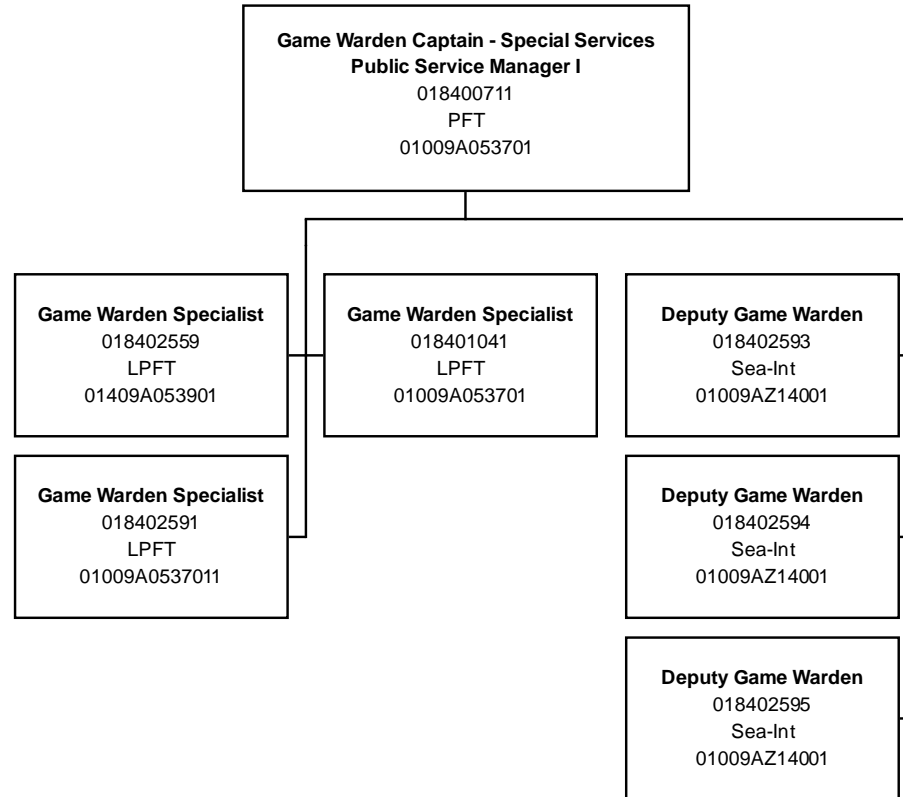 Game Warden Captain - Special Services
Public Service Manager I
018400711
PFT
01009A053701
Game Warden Specialist
018402559
LPFT
01409A053901
Game Warden Specialist
018401041
LPFT
01009A053701
Deputy Game Warden
018402593
Sea-Int
01009AZ14001
Game Warden Specialist
018402591
LPFT
01009A0537011
Deputy Game Warden
018402594
Sea-Int
01009AZ14001
Deputy Game Warden
018402595
Sea-Int
01009AZ14001